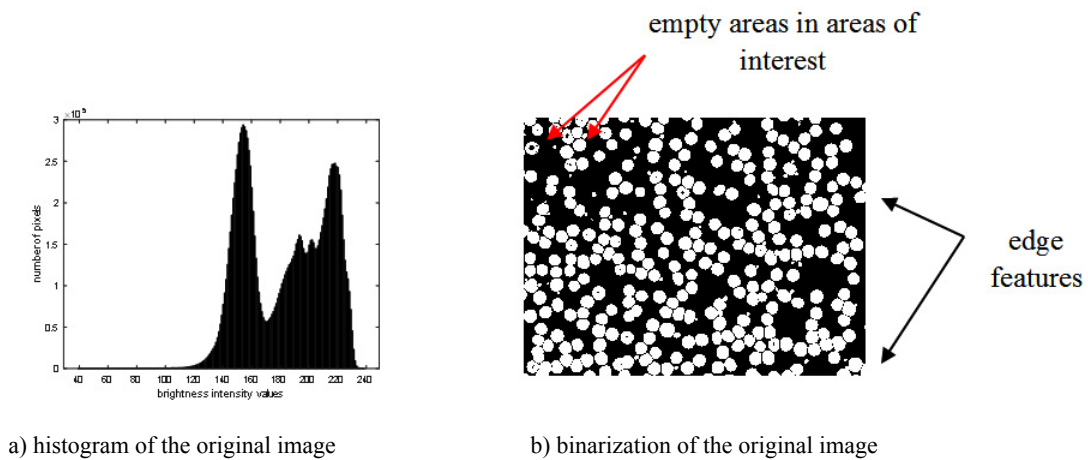 empty areas in areas of
interest
×10⁵
3
2.5
2
1.5
1
0.5
0
number of pixels
40 60 80 100 120 140 160 180 200 220 240
brightness intensity values
edge
features
a) histogram of the original image
b) binarization of the original image